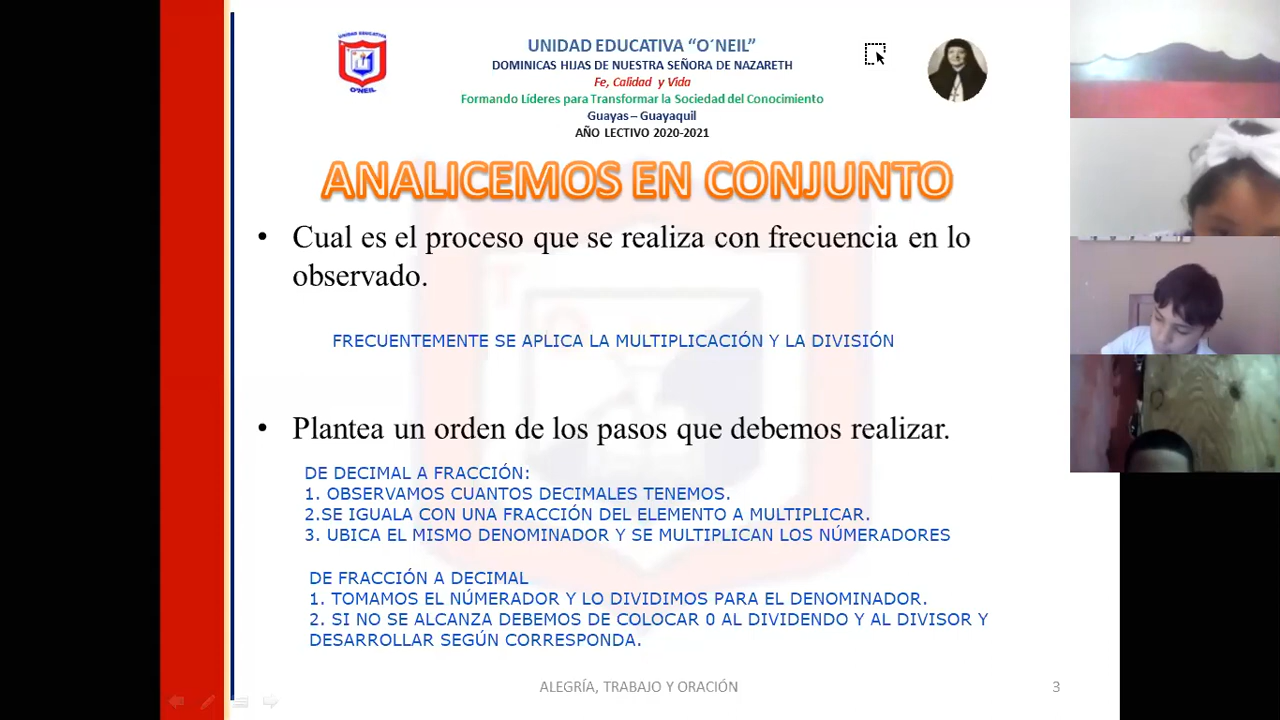 UNIDAD EDUCATIVA
O'NEIL
UNIDAD EDUCATIVA “O´NEIL”
DOMINICAS HIJAS DE NUESTRA SEÑORA DE NAZARETH
Fe, Calidad y Vida
Formando Líderes para Transformar la Sociedad del Conocimiento
Guayas – Guayaquil
AÑO LECTIVO 2020-2021
ANALICEMOS EN CONJUNTO
• Cual es el proceso que se realiza con frecuencia en lo
observado.
FRECUENTEMENTE SE APLICA LA MULTIPLICACIÓN Y LA DIVISIÓN
• Plantea un orden de los pasos que debemos realizar.
DE DECIMAL A FRACCIÓN:
1. OBSERVAMOS CUANTOS DECIMALES TENEMOS.
2.SE IGUALA CON UNA FRACCIÓN DEL ELEMENTO A MULTIPLICAR.
3. UBICA EL MISMO DENOMINADOR Y SE MULTIPLICAN LOS NÚMERADORES
DE FRACCIÓN A DECIMAL
1. TOMAMOS EL NÚMERADOR Y LO DIVIDIMOS PARA EL DENOMINADOR.
2. SI NO SE ALCANZA DEBEMOS DE COLOCAR 0 AL DIVIDENDO Y AL DIVISOR Y
DESARROLLAR SEGÚN CORRESPONDA.
ALEGRÍA, TRABAJO Y ORACIÓN
3